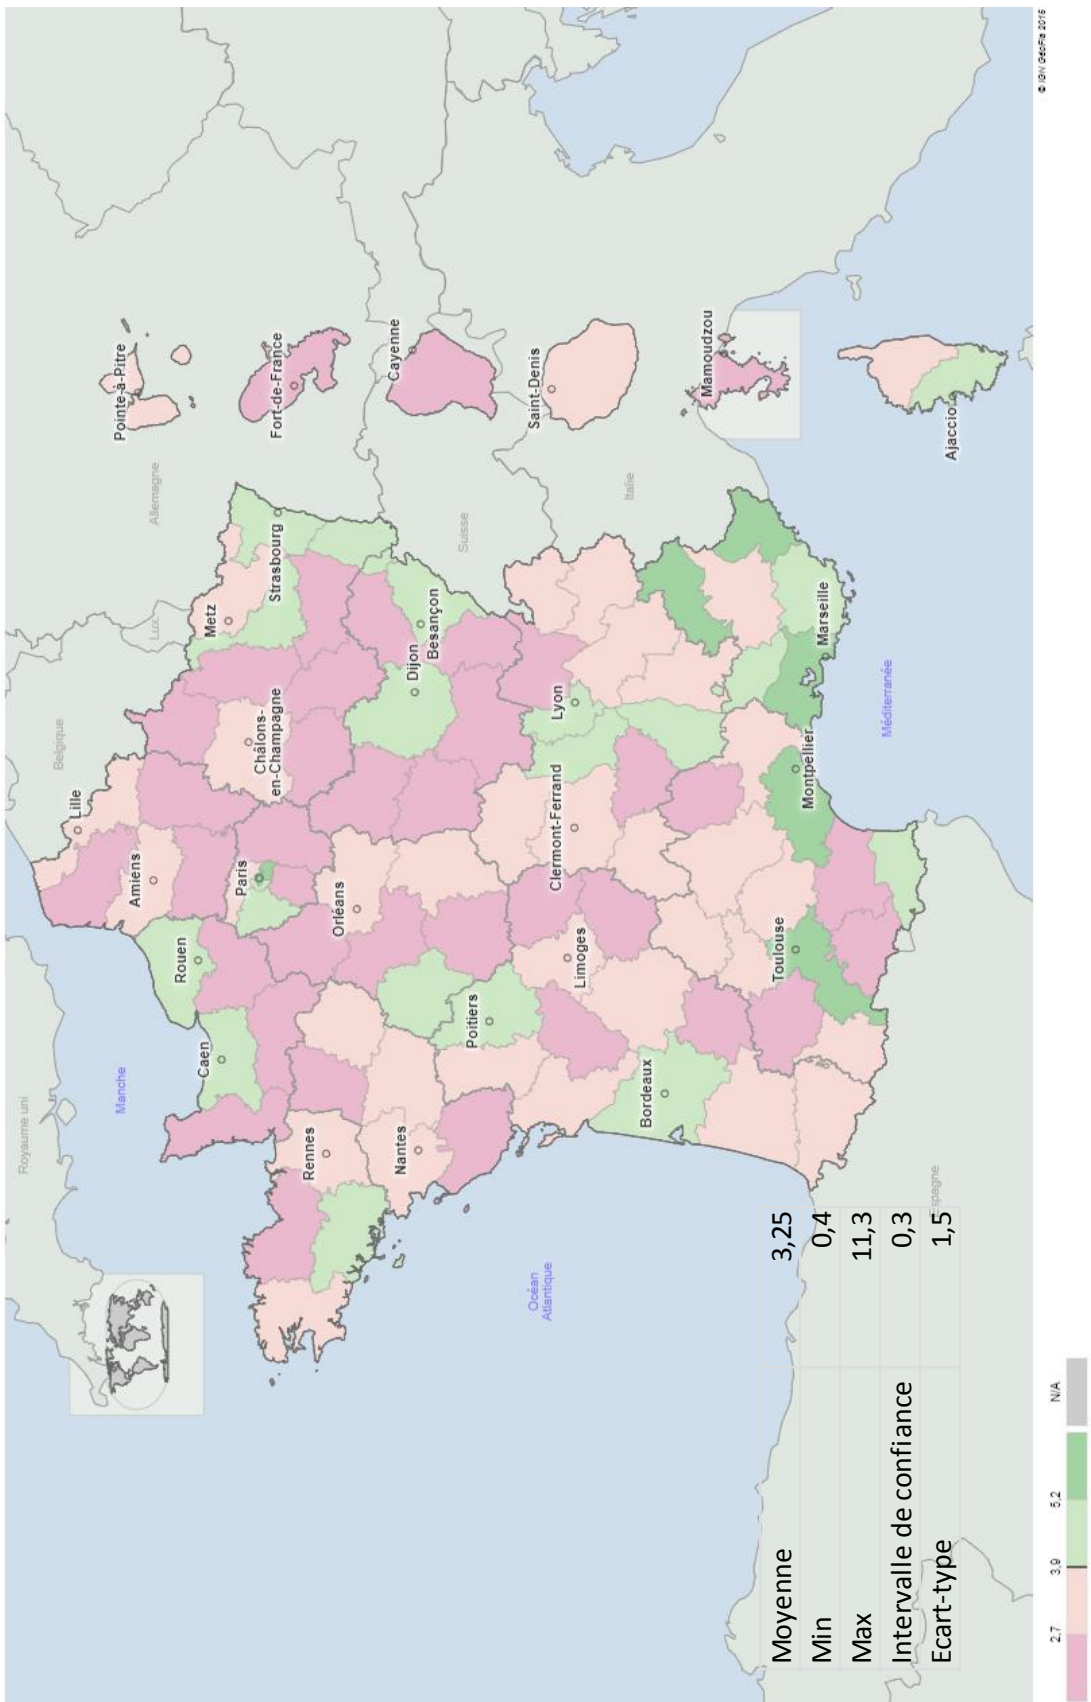 Royaume uni
Manche
Belgique
Lux.
Allemagne
Suisse
Italie
Espagne
Océan
Atlantique
Méditerranée
Lille
Amiens
Rouen
Caen
Paris
Metz
Strasbourg
Châlons-
en-Champagne
Rennes
Nantes
Orléans
Dijon
Besançon
Poitiers
Limoges
Clermont-Ferrand
Lyon
Bordeaux
Toulouse
Montpellier
Marseille
Ajaccio
Pointe-à-Pitre
Fort-de-France
Cayenne
Saint-Denis
Mamoudzou
Moyenne 3,25
Min 0,4
Max 11,3
Intervalle de confiance 0,3
Ecart-type 1,5
2,7 3,9 5,2 N/A
© IGN GéoFla 2015